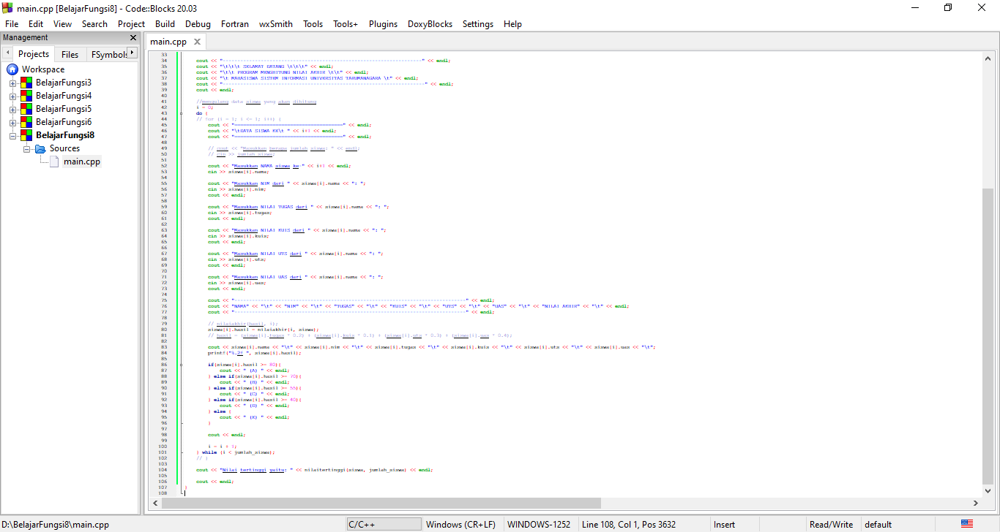 main.cpp [BelajarFungsi8] - Code::Blocks 20.03
File Edit View Search Project Build Debug Fortran wxSmith Tools Tools+ Plugins DoxyBlocks Settings Help
Management
Projects Files FSymbols
Workspace
BelajarFungsi3
BelajarFungsi4
BelajarFungsi5
BelajarFungsi6
BelajarFungsi8
Sources
main.cpp
main.cpp
33
34 cout << "--------------------------------------------------------------------" << endl;
35 cout << "\t\t\t SELAMAT DATANG \t\t\t" << endl;
36 cout << "\t\t PROGRAM MENGHITUNG NILAI AKHIR \t\t" << endl;
37 cout << "\t MAHASISWA SISTEM INFORMASI UNIVERSITAS TARUMANAGARA \t" << endl;
38 cout << "---------------------------------------------------------------------" << endl;
39 cout << endl;
40
41 //mengulang data siswa yang akan dihitung
42 i = 0;
43 do {
44 // for (i = 1; i <= 1; i++) {
45 cout << "=====================================" << endl;
46 cout << "\tDATA SISWA KE\t " << i+1 << endl;
47 cout << "=====================================" << endl;
48
49 // cout << "Masukkan berapa jumlah siswa: " << endl;
50 // cin >> jumlah_siswa;
51
52 cout << "Masukkan NAMA siswa ke-" << i+1 << endl;
53 cin >> siswa[i].nama;
54
55 cout << "Masukkan NIM dari " << siswa[i].nama << ": ";
56 cin >> siswa[i].nim;
57 cout << endl;
58
59 cout << "Masukkan NILAI TUGAS dari " << siswa[i].nama << ": ";
60 cin >> siswa[i].tugas;
61 cout << endl;
62
63 cout << "Masukkan NILAI KUIS dari " << siswa[i].nama << ": ";
64 cin >> siswa[i].kuis;
65 cout << endl;
66
67 cout << "Masukkan NILAI UTS dari " << siswa[i].nama << ": ";
68 cin >> siswa[i].uts;
69 cout << endl;
70
71 cout << "Masukkan NILAI UAS dari " << siswa[i].nama << ": ";
72 cin >> siswa[i].uas;
73 cout << endl;
74
75 cout << "-------------------------------------------------------------------------------" << endl;
76 cout << "NAMA" << "\t" << "NIM" << "\t" << "TUGAS" << "\t" << "KUIS" << "\t" << "UTS" << "\t" << "UAS" << "\t" << "NILAI AKHIR" << "\t" << endl;
77 cout << "-------------------------------------------------------------------------------" << endl;
78
79 // nilaiakhir(hasil, i);
80 siswa[i].hasil = nilaiakhir(i, siswa);
81 // hasil = (siswa[i].tugas * 0.2) + (siswa[i].kuis * 0.1) + (siswa[i].uts * 0.3) + (siswa[i].uas * 0.4);
82
83 cout << siswa[i].nama << "\t" << siswa[i].nim << "\t" << siswa[i].tugas << "\t" << siswa[i].kuis << "\t" << siswa[i].uts << "\t" << siswa[i].uas << "\t";
84 printf("%.2f ", siswa[i].hasil);
85
86 if(siswa[i].hasil >= 80){
87 cout << " (A) " << endl;
88 } else if(siswa[i].hasil >= 70){
89 cout << " (B) " << endl;
90 } else if(siswa[i].hasil >= 55){
91 cout << " (C) " << endl;
92 } else if(siswa[i].hasil >= 40){
93 cout << " (D) " << endl;
94 } else {
95 cout << " (E) " << endl;
96 }
97
98 cout << endl;
99
100 i = i + 1;
101 } while (i < jumlah_siswa);
102 // }
103
104 cout << "Nilai tertinggi yaitu: " << nilaitertinggi(siswa, jumlah_siswa) << endl;
105
106 cout << endl;
107 }
108
D:\BelajarFungsi8\main.cpp C/C++ Windows (CR+LF) WINDOWS-1252 Line 108, Col 1, Pos 3632 Insert Read/Write default